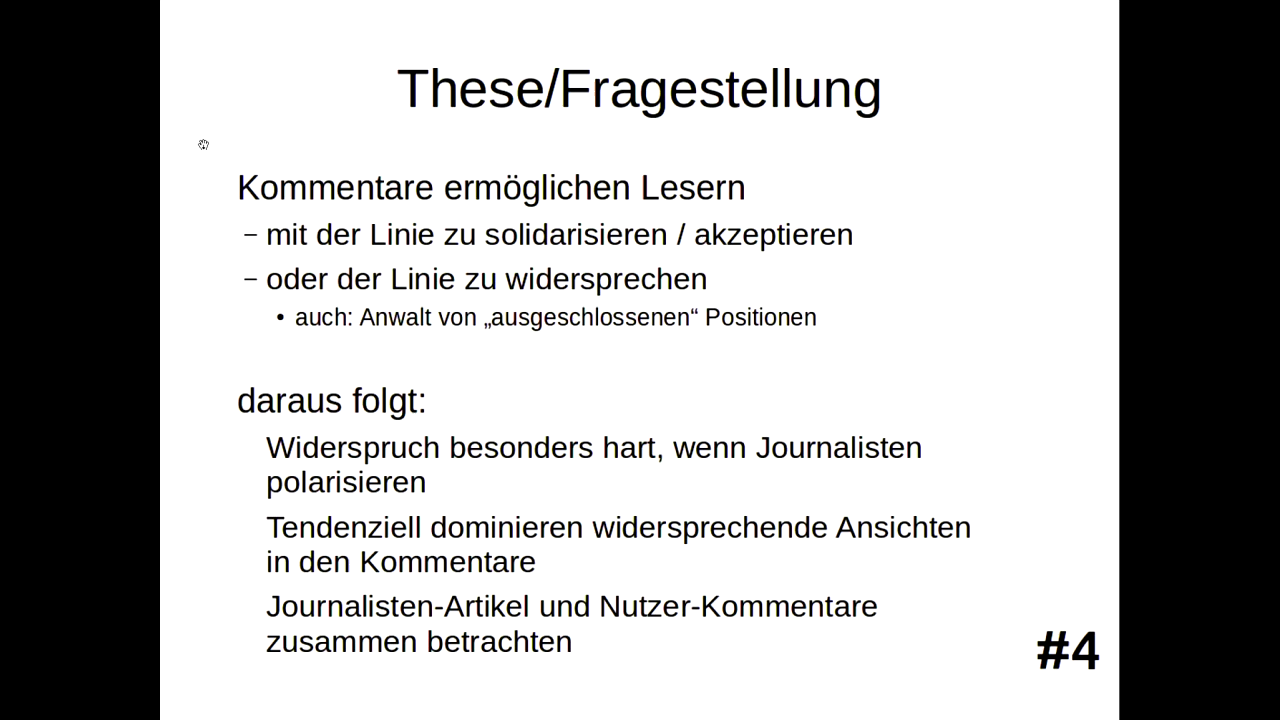 These/Fragestellung
Kommentare ermöglichen Lesern
– mit der Linie zu solidarisieren / akzeptieren
– oder der Linie zu widersprechen
• auch: Anwalt von „ausgeschlossenen“ Positionen
daraus folgt:
Widerspruch besonders hart, wenn Journalisten
polarisieren
Tendenziell dominieren widersprechende Ansichten
in den Kommentare
Journalisten-Artikel und Nutzer-Kommentare
zusammen betrachten
#4